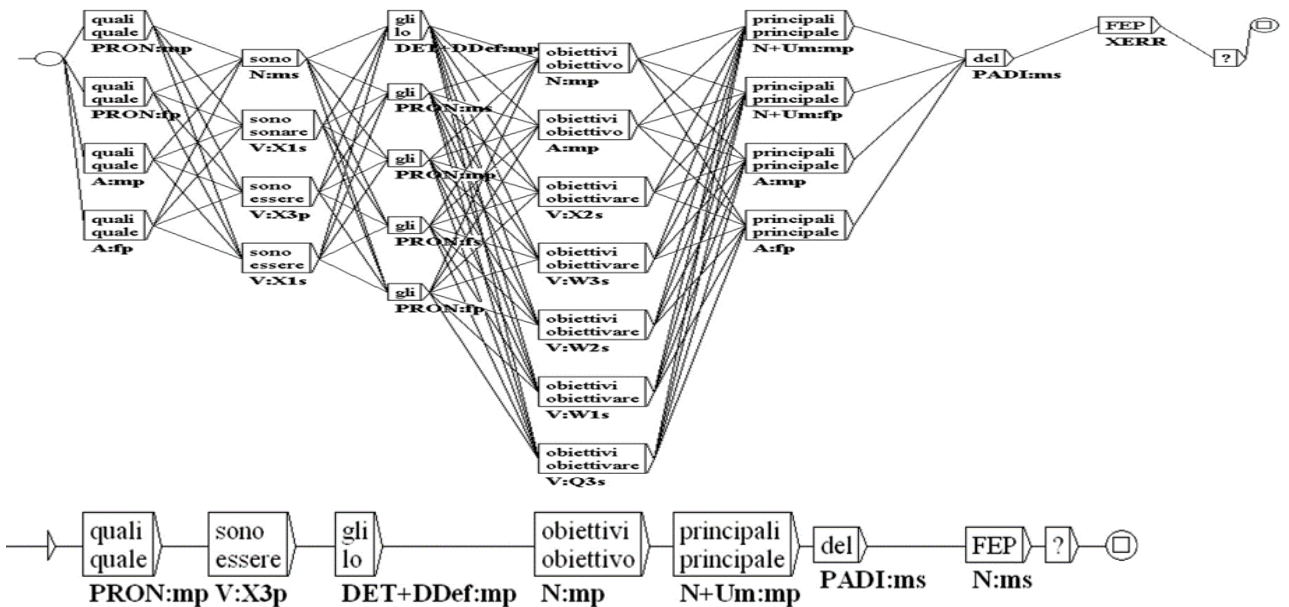 quali
quale
PRON:mp
quali
quale
PRON:fp
quali
quale
A:mp
quali
quale
A:fp
sono
N:ms
sono
sonare
V:X1s
sono
essere
V:X3p
sono
essere
V:X1s
gli
lo
DET+DDef:mp
gli
PRON:ms
gli
PRON:mp
gli
PRON:fs
gli
PRON:fp
obiettivi
obiettivo
N:mp
obiettivi
obiettivo
A:mp
obiettivi
obiettivare
V:X2s
obiettivi
obiettivare
V:W3s
obiettivi
obiettivare
V:W2s
obiettivi
obiettivare
V:W1s
obiettivi
obiettivare
V:Q3s
principali
principale
N+Um:mp
principali
principale
N+Um:fp
principali
principale
A:mp
principali
principale
A:fp
del
PADI:ms
FEP
XERR
?
quali
quale
PRON:mp
sono
essere
V:X3p
gli
lo
DET+DDef:mp
obiettivi
obiettivo
N:mp
principali
principale
N+Um:mp
del
PADI:ms
FEP
N:ms
?